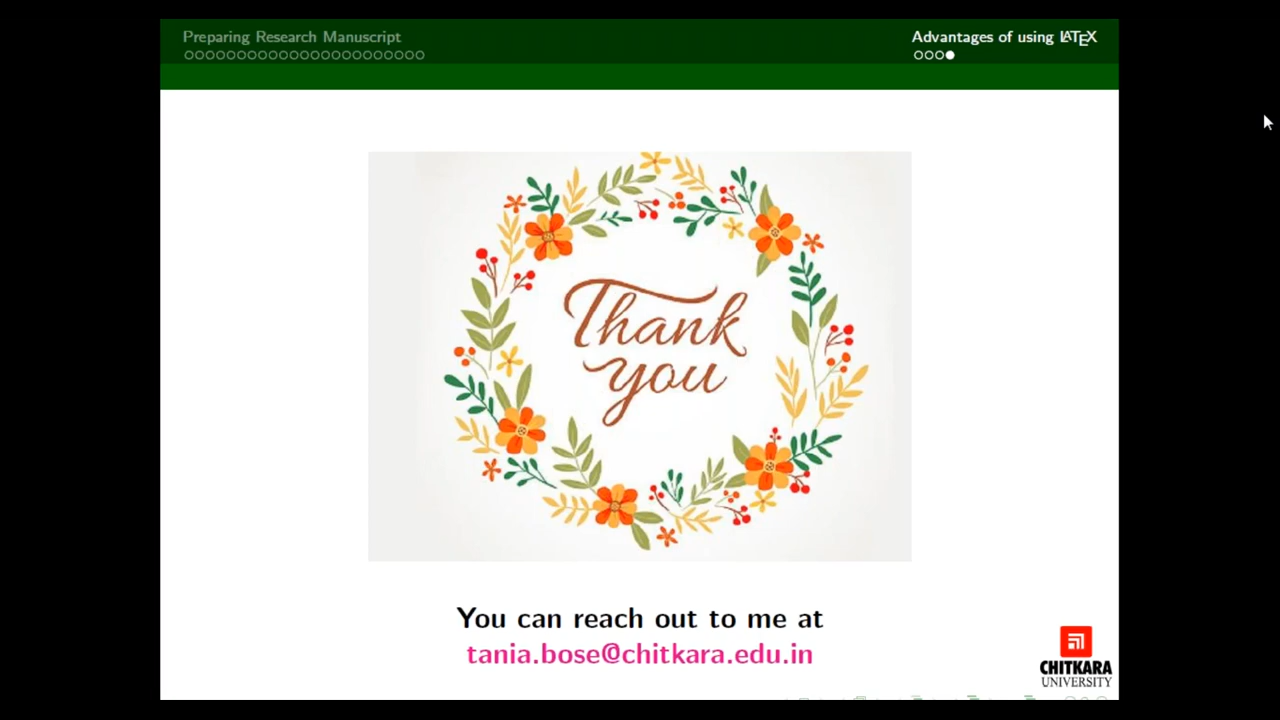 Preparing Research Manuscript
Advantages of using LATEX
Thank
you
You can reach out to me at
tania.bose@chitkara.edu.in
CHITKARA
UNIVERSITY